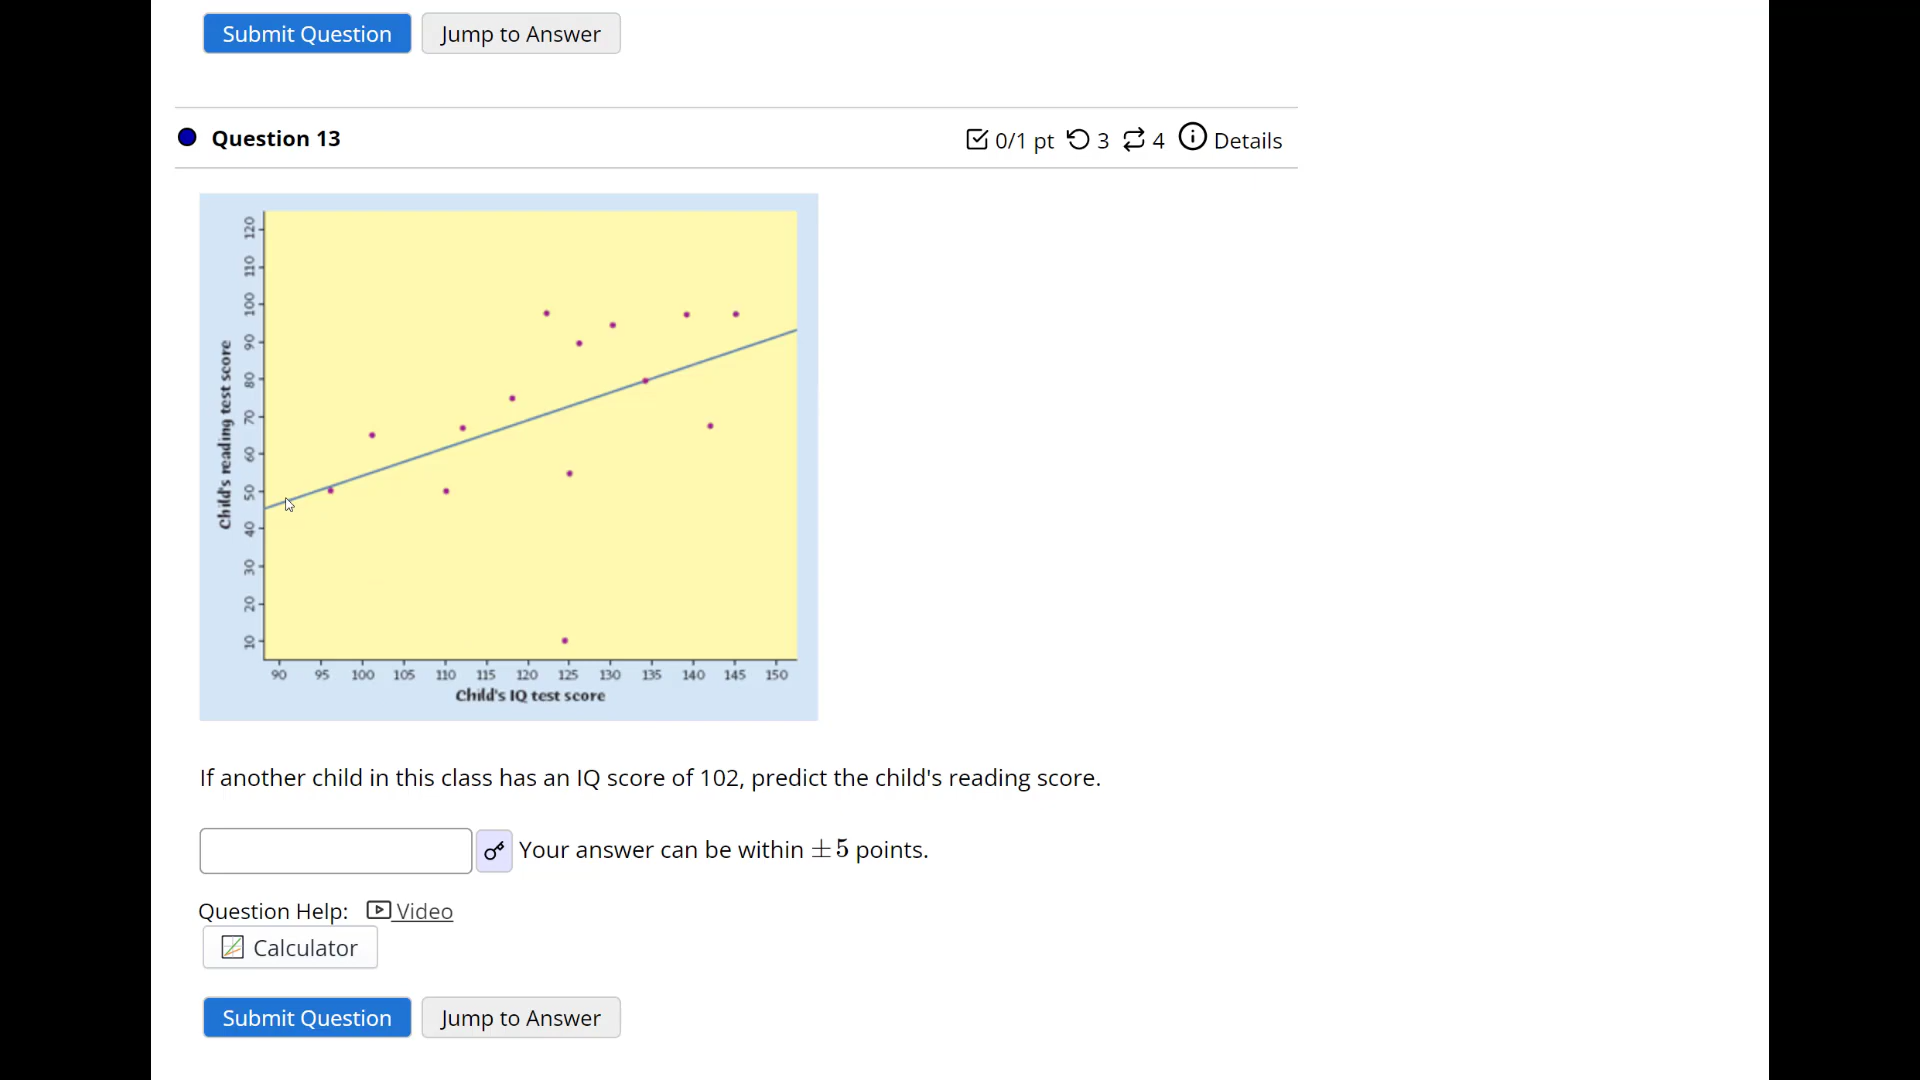 Submit Question Jump to Answer
Question 13 0/1 pt 3 4 Details
120
110
100
90
80
70
60
50
40
30
20
10
Child's reading test score
90 95 100 105 110 115 120 125 130 135 140 145 150
Child's IQ test score
If another child in this class has an IQ score of 102, predict the child's reading score.
Your answer can be within ± 5 points.
Question Help: Video
Calculator
Submit Question Jump to Answer